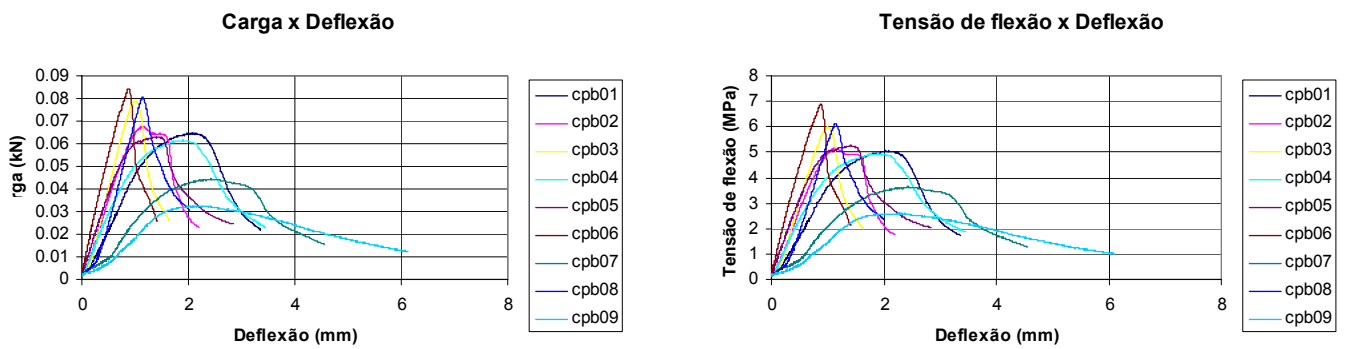 Carga x Deflexão
0.09
0.08
0.07
0.06
0.05
0.04
0.03
0.02
0.01
0
rga (kN)
0
2
4
6
8
Deflexão (mm)
cpb01
cpb02
cpb03
cpb04
cpb05
cpb06
cpb07
cpb08
cpb09
Tensão de flexão x Deflexão
8
7
6
5
4
3
2
1
0
Tensão de flexão (MPa)
0
2
4
6
8
Deflexão (mm)
cpb01
cpb02
cpb03
cpb04
cpb05
cpb06
cpb07
cpb08
cpb09